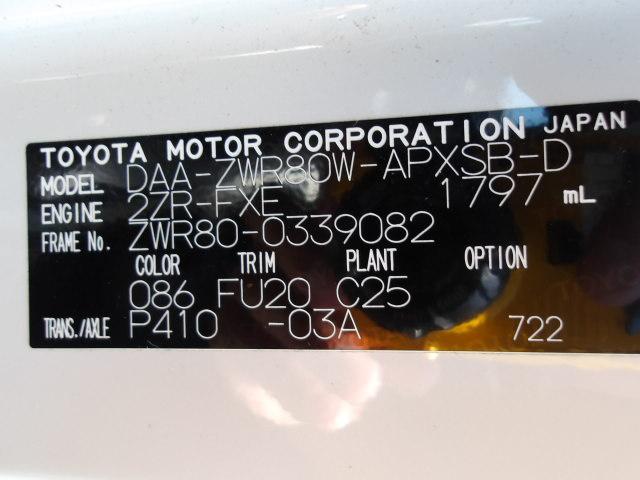 TOYOTA MOTOR CORPORATION JAPAN
MODEL DAA-ZWR80W-APXSB-D
ENGINE 2ZR-FXE 1797 mL
FRAME No. ZWR80-0339082
COLOR TRIM PLANT OPTION
086 FU20 C25
TRANS./AXLE P410 -03A 722